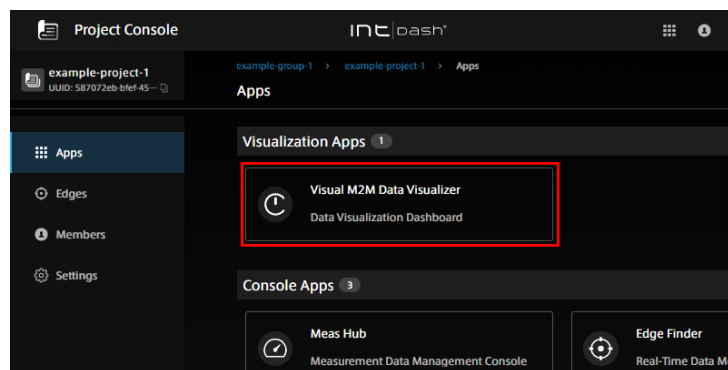 Project Console
intdash
example-project-1
UUID: 587072eb-bfef-45···
example-group-1 > example-project-1 > Apps
Apps
Apps
Edges
Members
Settings
Visualization Apps 1
Visual M2M Data Visualizer
Data Visualization Dashboard
Console Apps 3
Meas Hub
Measurement Data Management Console
Edge Finder
Real-Time Data M